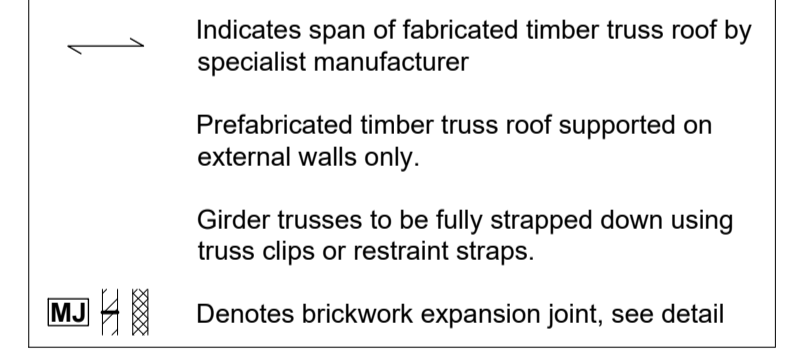 Indicates span of fabricated timber truss roof by
specialist manufacturer
Prefabricated timber truss roof supported on
external walls only.
Girder trusses to be fully strapped down using
truss clips or restraint straps.
MJ Denotes brickwork expansion joint, see detail